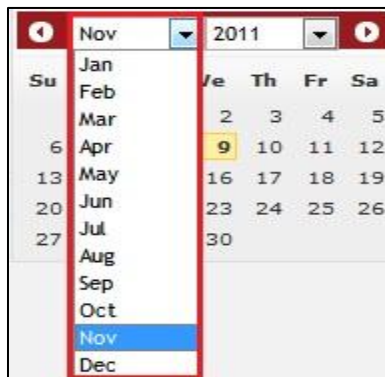 Nov 2011
Jan
Feb
Mar
Apr
May
Jun
Jul
Aug
Sep
Oct
Nov
Dec
Su Th Fr Sa
2 3 4 5
6 9 10 11 12
13 16 17 18 19
20 23 24 25 26
27 30